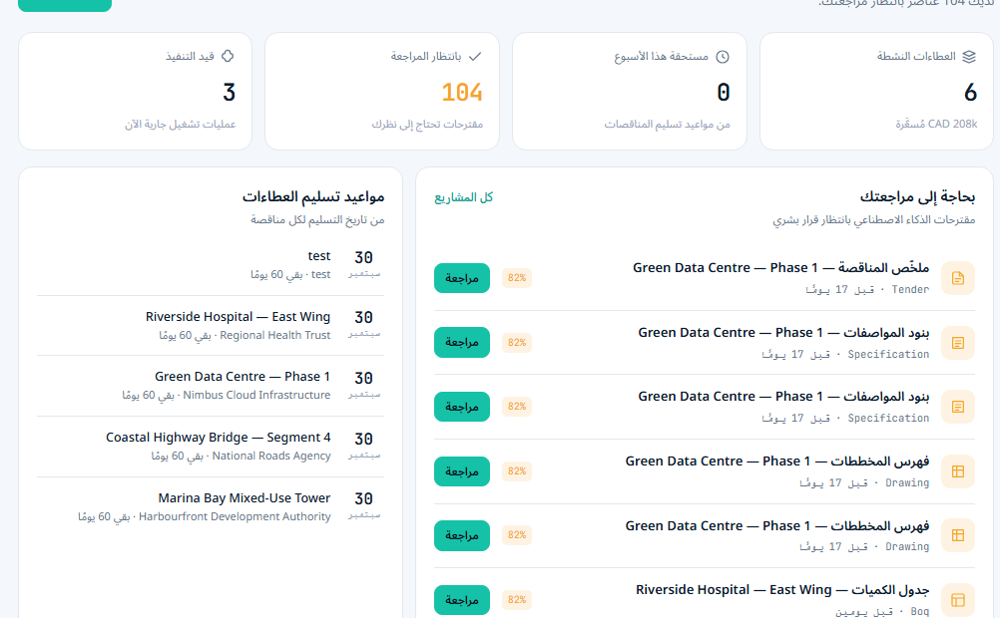 لديك 104 عناصر بانتظار مراجعتك.
العطاءات النشطة
6
CAD 208k مُسعَّرة
مستحقة هذا الأسبوع
0
من مواعيد تسليم المناقصات
بانتظار المراجعة
104
مقترحات تحتاج إلى نظرك
قيد التنفيذ
3
عمليات تشغيل جارية الآن
بحاجة إلى مراجعتك
كل المشاريع
مقترحات الذكاء الاصطناعي بانتظار قرار بشري
ملخّص المناقصة — Green Data Centre — Phase 1
Tender · قبل 17 يومًا
82%
مراجعة
بنود المواصفات — Green Data Centre — Phase 1
Specification · قبل 17 يومًا
82%
مراجعة
بنود المواصفات — Green Data Centre — Phase 1
Specification · قبل 17 يومًا
82%
مراجعة
فهرس المخططات — Green Data Centre — Phase 1
Drawing · قبل 17 يومًا
82%
مراجعة
فهرس المخططات — Green Data Centre — Phase 1
Drawing · قبل 17 يومًا
82%
مراجعة
جدول الكميات — Riverside Hospital — East Wing
Boq · قبل يومين
82%
مراجعة
مواعيد تسليم العطاءات
من تاريخ التسليم لكل مناقصة
30
سبتمبر
test
test · بقي 60 يومًا
30
سبتمبر
Riverside Hospital — East Wing
Regional Health Trust · بقي 60 يومًا
30
سبتمبر
Green Data Centre — Phase 1
Nimbus Cloud Infrastructure · بقي 60 يومًا
30
سبتمبر
Coastal Highway Bridge — Segment 4
National Roads Agency · بقي 60 يومًا
30
سبتمبر
Marina Bay Mixed-Use Tower
Harbourfront Development Authority · بقي 60 يومًا